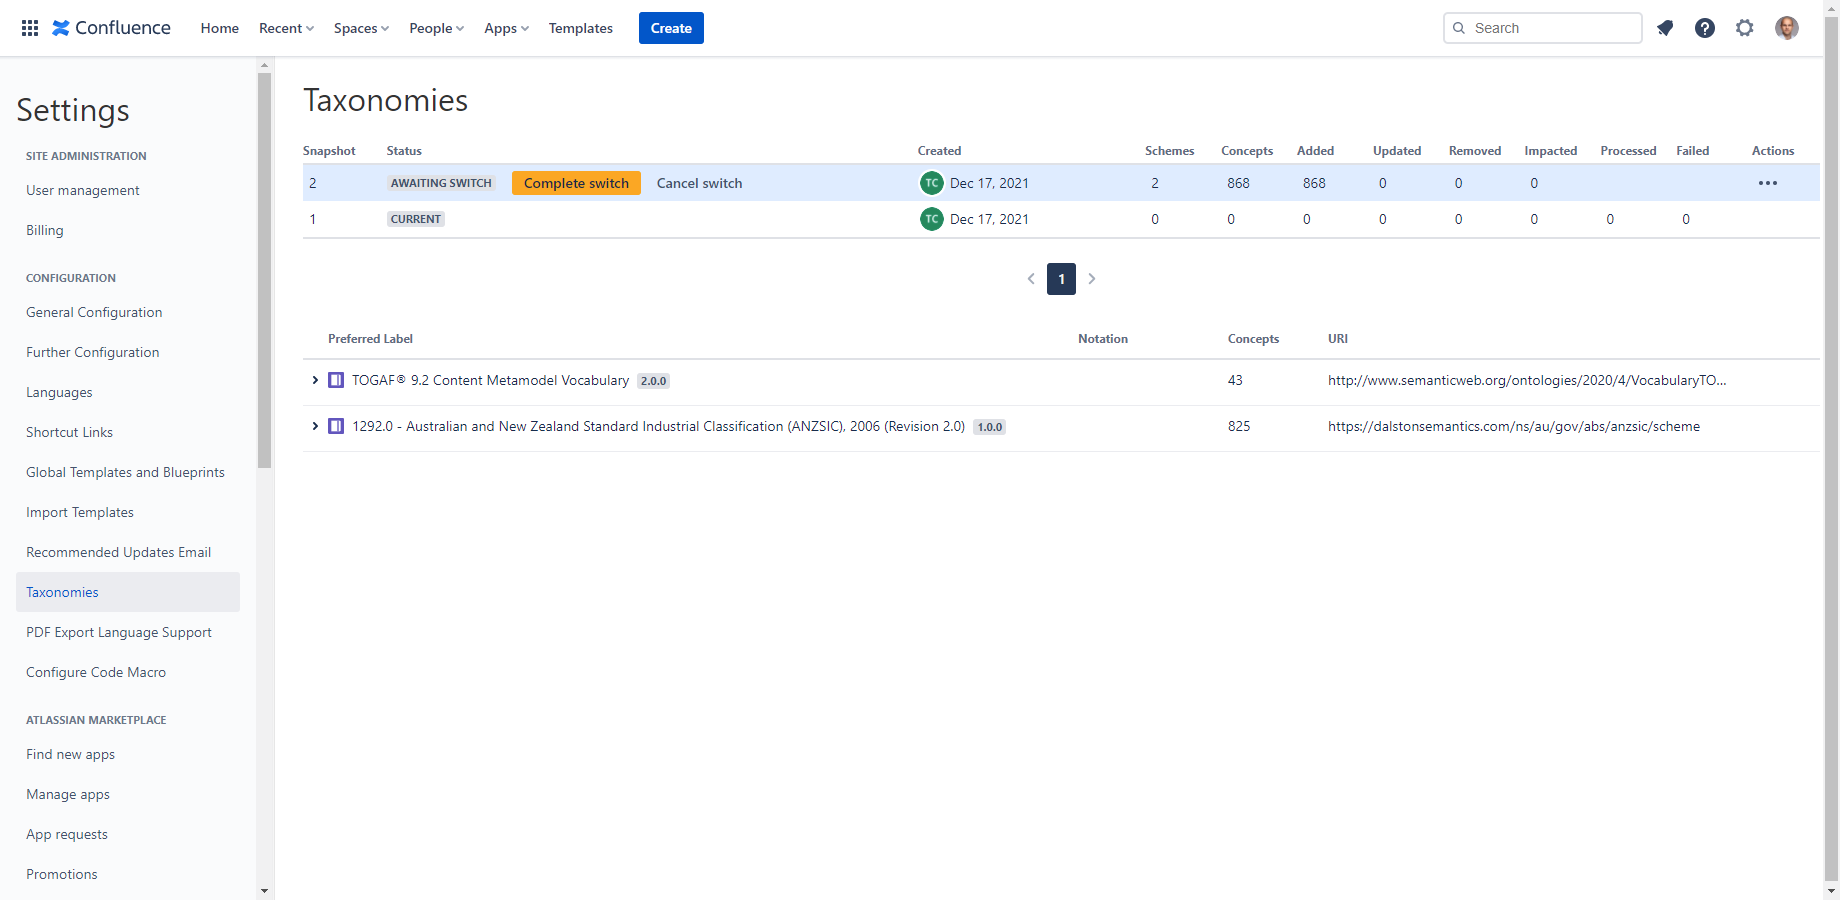 Confluence Home Recent Spaces People Apps Templates Create Search
Settings
SITE ADMINISTRATION
User management
Billing
CONFIGURATION
General Configuration
Further Configuration
Languages
Shortcut Links
Global Templates and Blueprints
Import Templates
Recommended Updates Email
Taxonomies
PDF Export Language Support
Configure Code Macro
ATLASSIAN MARKETPLACE
Find new apps
Manage apps
App requests
Promotions
Taxonomies
Snapshot Status Created Schemes Concepts Added Updated Removed Impacted Processed Failed Actions
2 AWAITING SWITCH Complete switch Cancel switch TC Dec 17, 2021 2 868 868 0 0 0
1 CURRENT TC Dec 17, 2021 0 0 0 0 0 0 0 0
1
Preferred Label Notation Concepts URI
TOGAF® 9.2 Content Metamodel Vocabulary 2.0.0 43 http://www.semanticweb.org/ontologies/2020/4/VocabularyTO...
1292.0 - Australian and New Zealand Standard Industrial Classification (ANZSIC), 2006 (Revision 2.0) 1.0.0 825 https://dalstonsemantics.com/ns/au/gov/abs/anzsic/scheme